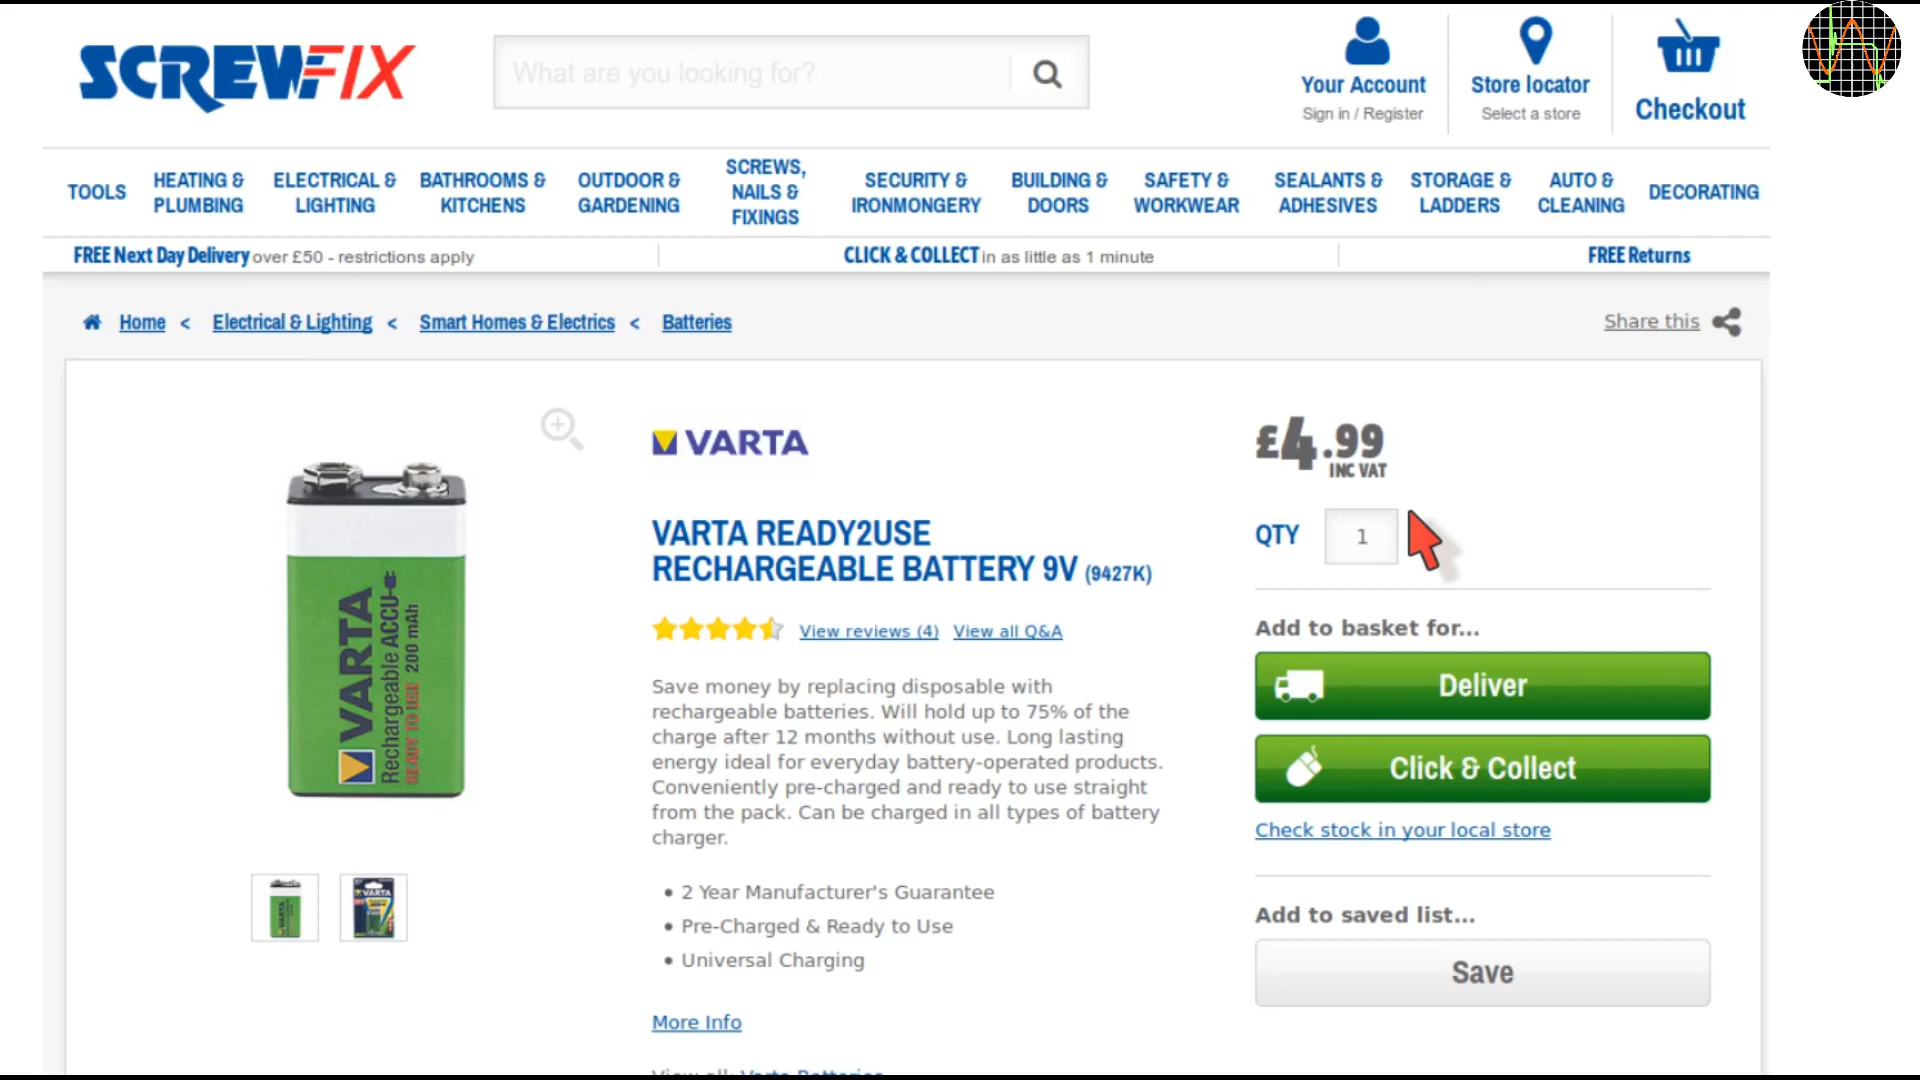 SCREWFIX
What are you looking for?
Your Account
Sign in / Register
Store locator
Select a store
Checkout
TOOLS
HEATING &
PLUMBING
ELECTRICAL &
LIGHTING
BATHROOMS &
KITCHENS
OUTDOOR &
GARDENING
SCREWS,
NAILS &
FIXINGS
SECURITY &
IRONMONGERY
BUILDING &
DOORS
SAFETY &
WORKWEAR
SEALANTS &
ADHESIVES
STORAGE &
LADDERS
AUTO &
CLEANING
DECORATING
FREE Next Day Delivery over £50 - restrictions apply
CLICK & COLLECT in as little as 1 minute
FREE Returns
Home < Electrical & Lighting < Smart Homes & Electrics < Batteries
Share this
VARTA
Rechargeable ACCU
READY TO USE 200 mAh
VARTA
VARTA
VARTA READY2USE
RECHARGEABLE BATTERY 9V (9427K)
View reviews (4) View all Q&A
Save money by replacing disposable with
rechargeable batteries. Will hold up to 75% of the
charge after 12 months without use. Long lasting
energy ideal for everyday battery-operated products.
Conveniently pre-charged and ready to use straight
from the pack. Can be charged in all types of battery
charger.
• 2 Year Manufacturer's Guarantee
• Pre-Charged & Ready to Use
• Universal Charging
More Info
View all: Varta Batteries
£4.99
INC VAT
QTY 1
Add to basket for...
Deliver
Click & Collect
Check stock in your local store
Add to saved list...
Save